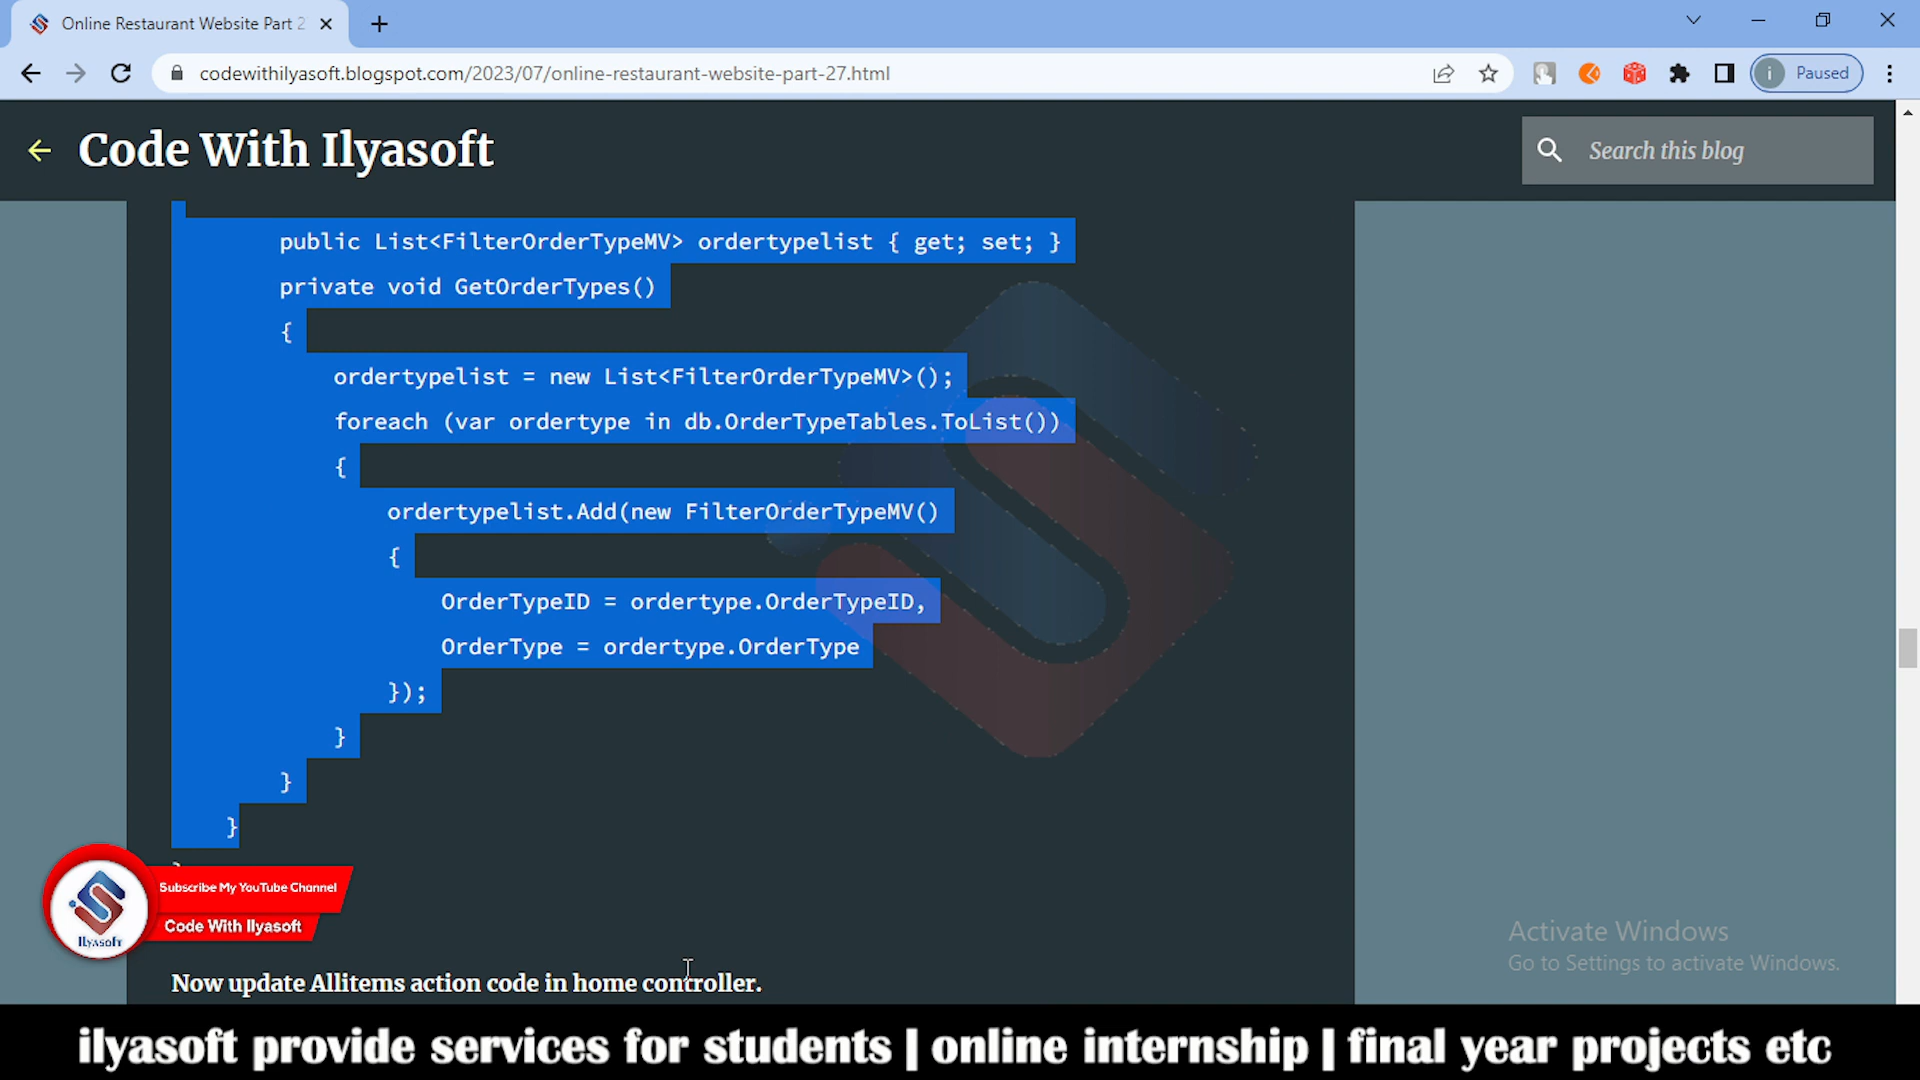 Online Restaurant Website Part 2
codewithilyasoft.blogspot.com/2023/07/online-restaurant-website-part-27.html
i Paused
Code With Ilyasoft
Search this blog
public List<FilterOrderTypeMV> ordertypelist { get; set; }
private void GetOrderTypes()
{
ordertypelist = new List<FilterOrderTypeMV>();
foreach (var ordertype in db.OrderTypeTables.ToList())
{
ordertypelist.Add(new FilterOrderTypeMV()
{
OrderTypeID = ordertype.OrderTypeID,
OrderType = ordertype.OrderType
});
}
}
}
Subscribe My YouTube Channel
Code With Ilyasoft
Ilyasoft
Now update Allitems action code in home controller.
Activate Windows
Go to Settings to activate Windows.
ilyasoft provide services for students | online internship | final year projects etc